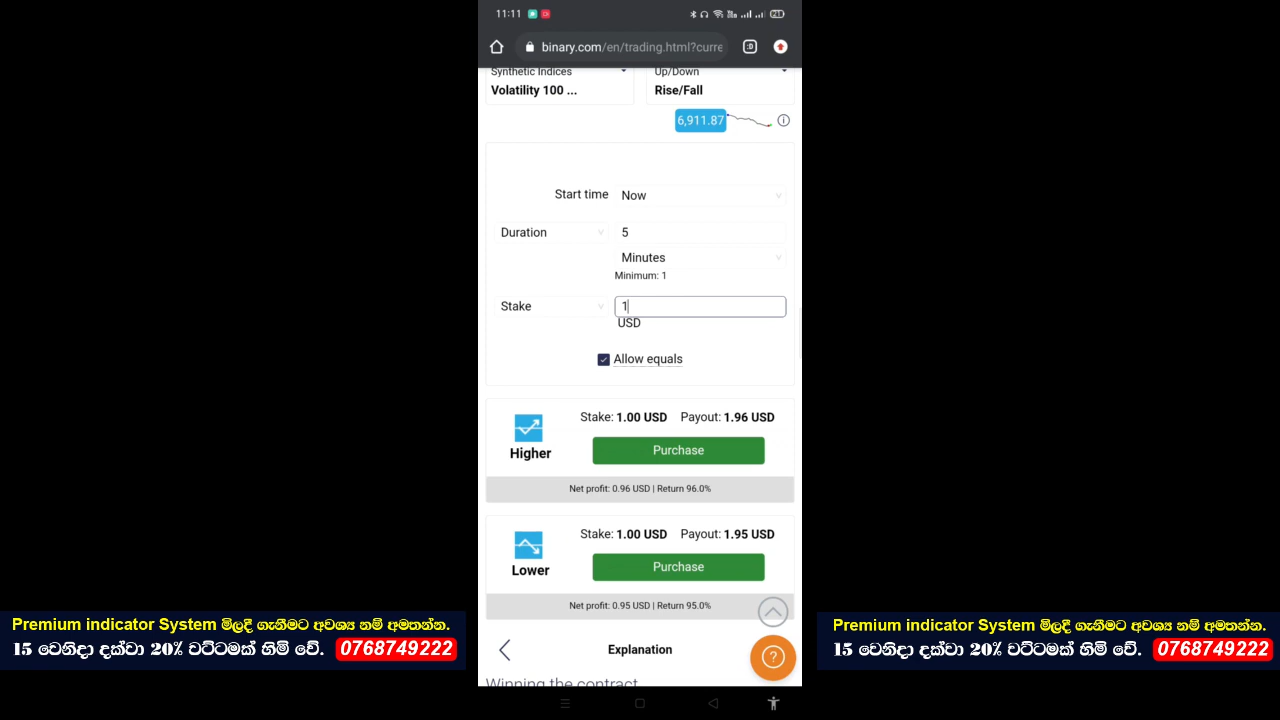 11:11
21
binary.com/en/trading.html?curre
:D
Synthetic Indices
Volatility 100 ...
Up/Down
Rise/Fall
6,911.87
Start time
Now
Duration
5
Minutes
Minimum: 1
Stake
1
USD
Allow equals
Higher
Stake: 1.00 USD Payout: 1.96 USD
Purchase
Net profit: 0.96 USD | Return 96.0%
Lower
Stake: 1.00 USD Payout: 1.95 USD
Purchase
Net profit: 0.95 USD | Return 95.0%
Explanation
Winning the contract
Premium indicator System මිලදී ගැනීමට අවශ්‍ය නම් අමතන්න.
15 වෙනිදා දක්වා 20% වට්ටමක් හිමි වේ. 0768749222
Premium indicator System මිලදී ගැනීමට අවශ්‍ය නම් අමතන්න.
15 වෙනිදා දක්වා 20% වට්ටමක් හිමි වේ. 0768749222